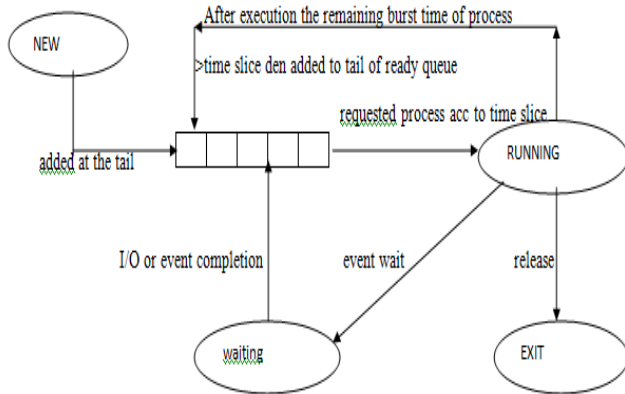 After execution the remaining burst time of process
NEW
>time slice den added to tail of ready queue
requested process acc to time slice
added at the tail
RUNNING
I/O or event completion
event wait
release
waiting
EXIT